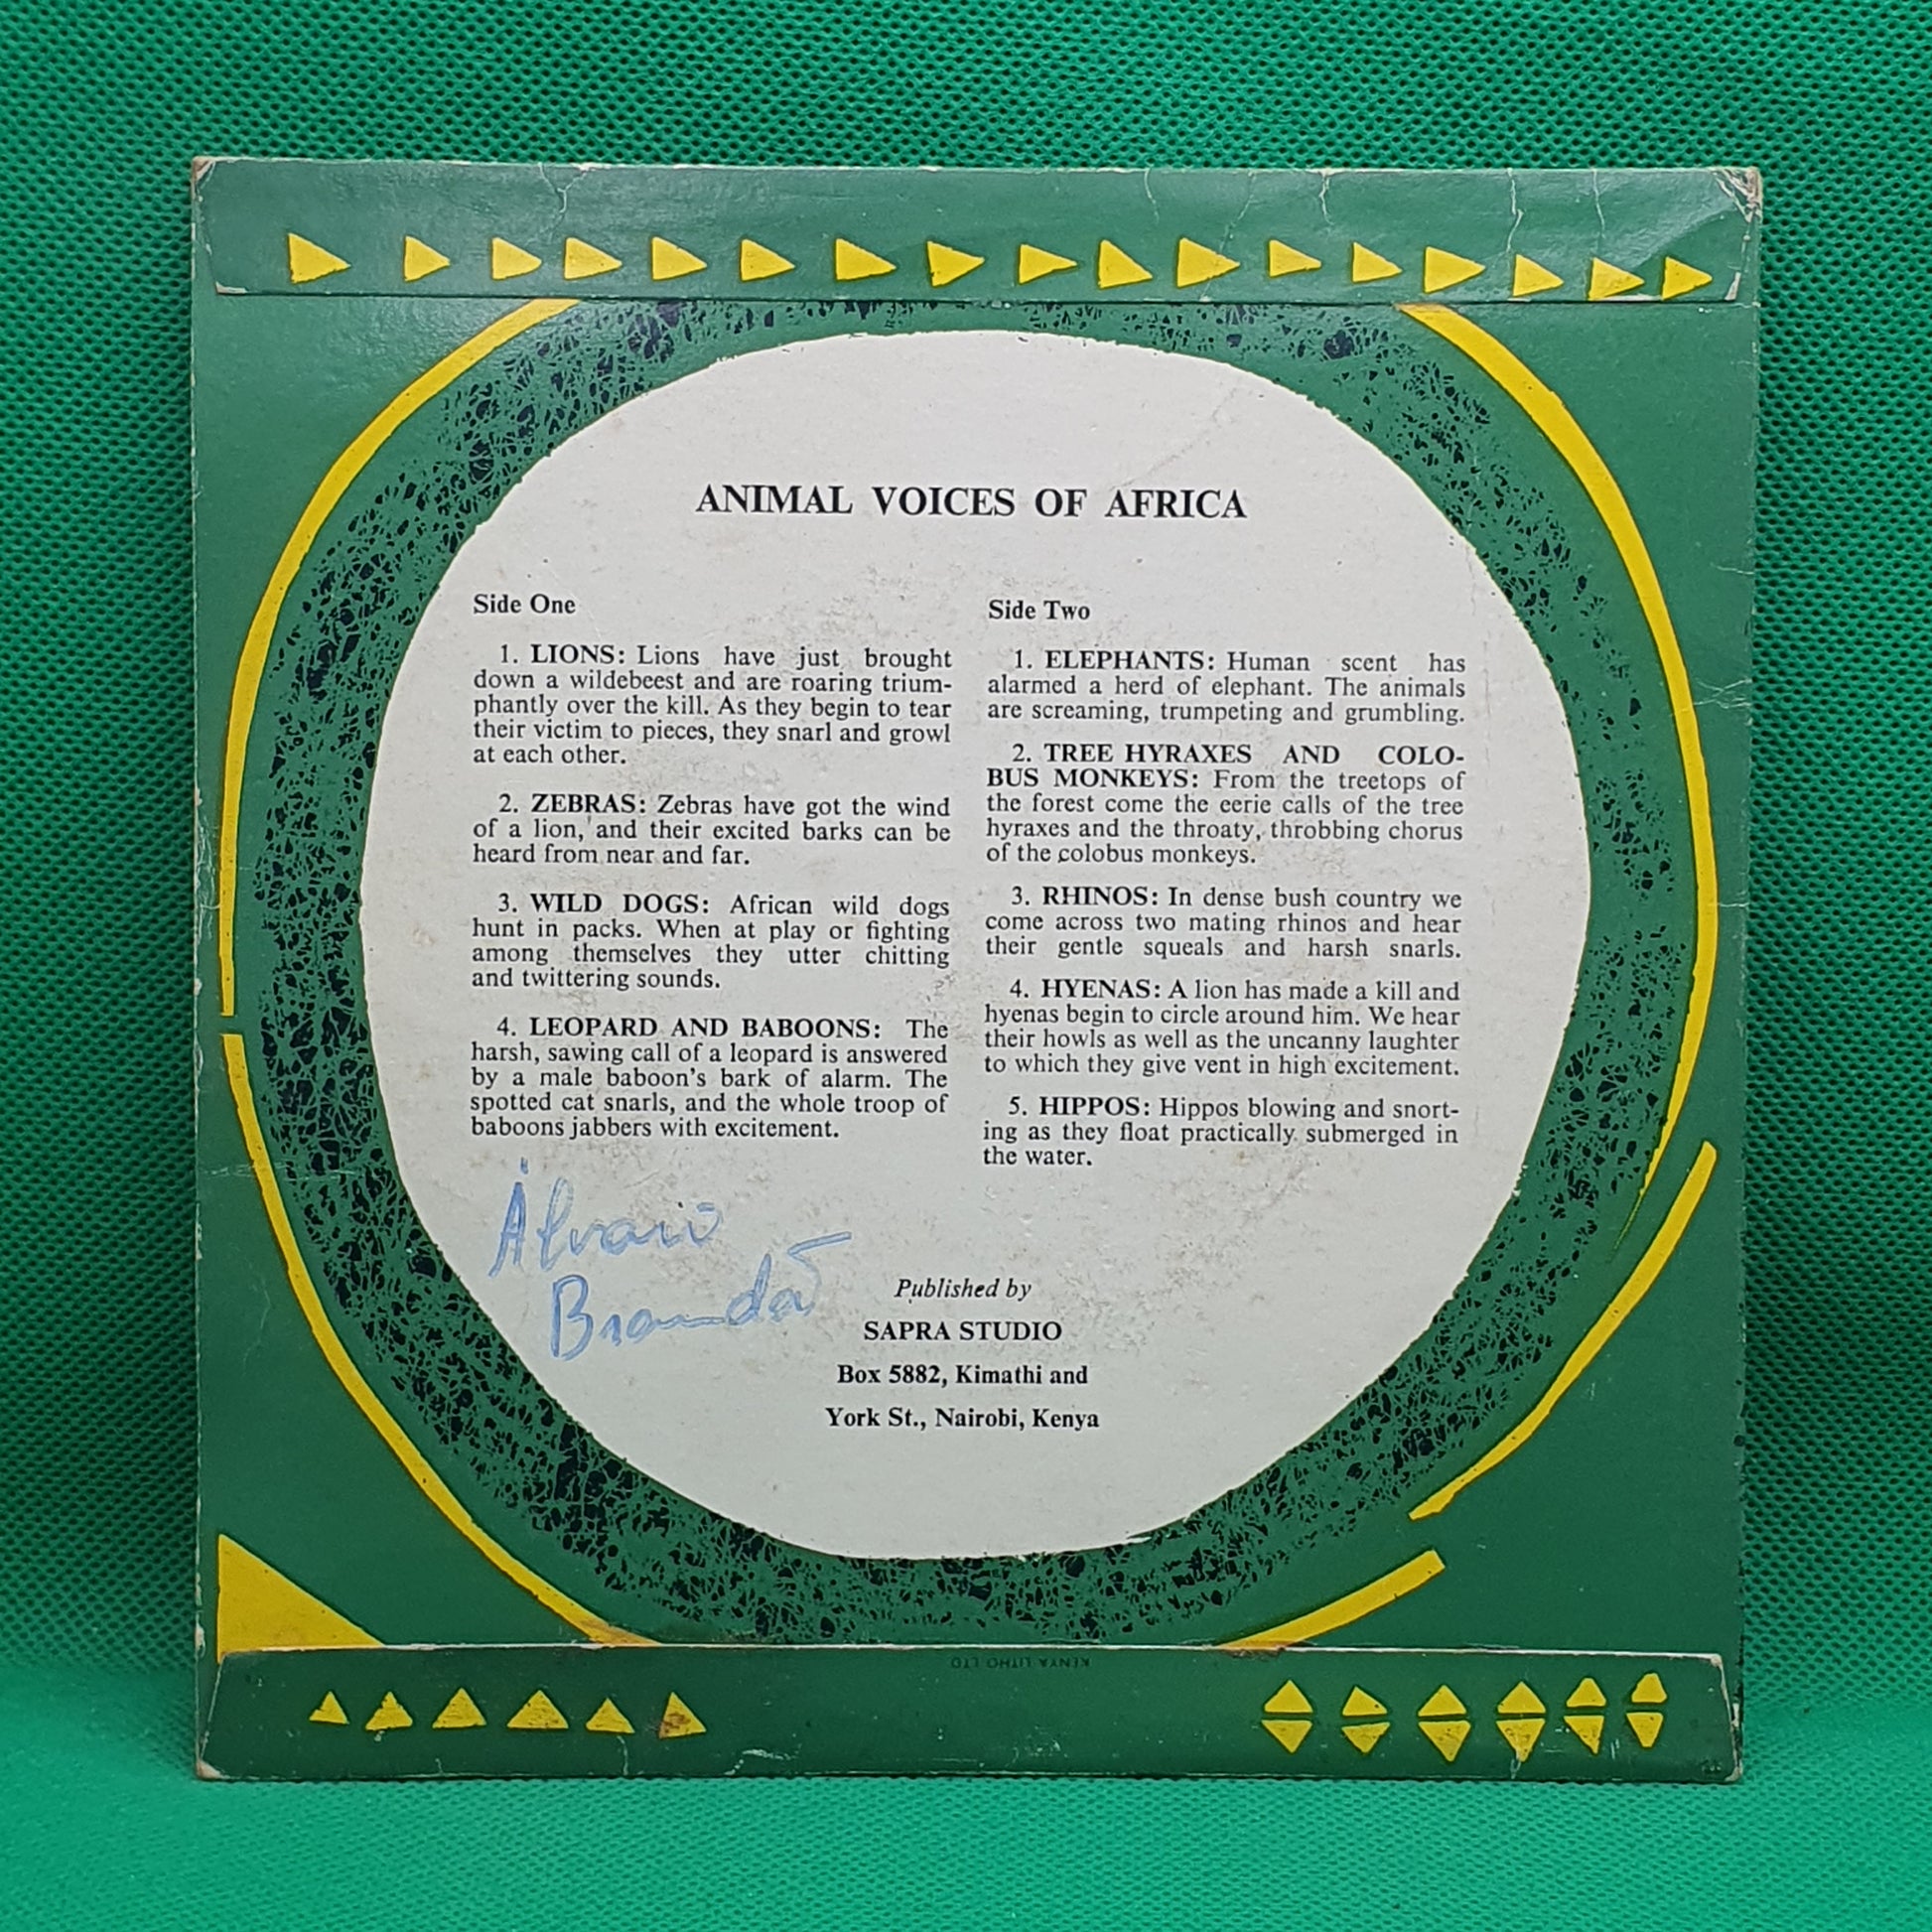 ANIMAL VOICES OF AFRICA
Side One
1. LIONS: Lions have just brought
down a wildebeest and are roaring trium-
phantly over the kill. As they begin to tear
their victim to pieces, they snarl and growl
at each other.
2. ZEBRAS: Zebras have got the wind
of a lion, and their excited barks can be
heard from near and far.
3. WILD DOGS: African wild dogs
hunt in packs. When at play or fighting
among themselves they utter chitting
and twittering sounds.
4. LEOPARD AND BABOONS: The
harsh, sawing call of a leopard is answered
by a male baboon's bark of alarm. The
spotted cat snarls, and the whole troop of
baboons jabbers with excitement.
Side Two
1. ELEPHANTS: Human scent has
alarmed a herd of elephant. The animals
are screaming, trumpeting and grumbling.
2. TREE HYRAXES AND COLO-
BUS MONKEYS: From the treetops of
the forest come the eerie calls of the tree
hyraxes and the throaty, throbbing chorus
of the colobus monkeys.
3. RHINOS: In dense bush country we
come across two mating rhinos and hear
their gentle squeals and harsh snarls.
4. HYENAS: A lion has made a kill and
hyenas begin to circle around him. We hear
their howls as well as the uncanny laughter
to which they give vent in high excitement.
5. HIPPOS: Hippos blowing and snort-
ing as they float practically submerged in
the water.
Álvaro
Brandão
Published by
SAPRA STUDIO
Box 5882, Kimathi and
York St., Nairobi, Kenya
KENYA LITHO LTD